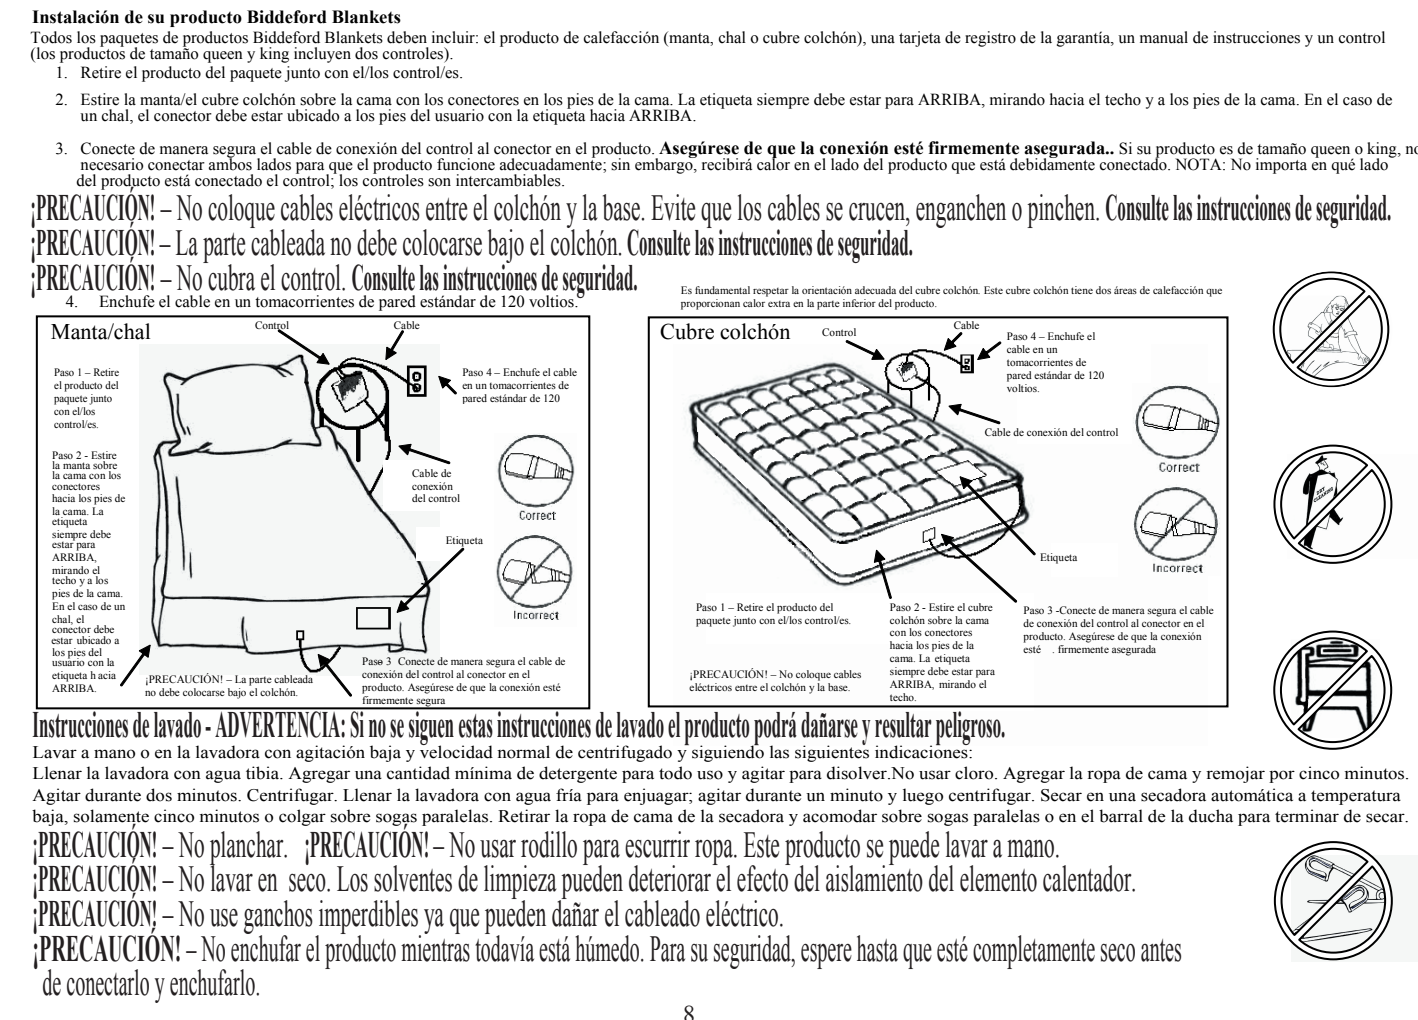 Instalación de su producto Biddeford Blankets
Todos los paquetes de productos Biddeford Blankets deben incluir: el producto de calefacción (manta, chal o cubre colchón), una tarjeta de registro de la garantía, un manual de instrucciones y un control
(los productos de tamaño queen y king incluyen dos controles).
1. Retire el producto del paquete junto con el/los control/es.
2. Estire la manta/el cubre colchón sobre la cama con los conectores en los pies de la cama. La etiqueta siempre debe estar para ARRIBA, mirando hacia el techo y a los pies de la cama. En el caso de
un chal, el conector debe estar ubicado a los pies del usuario con la etiqueta hacia ARRIBA.
3. Conecte de manera segura el cable de conexión del control al conector en el producto. Asegúrese de que la conexión esté firmemente asegurada.. Si su producto es de tamaño queen o king, no
necesario conectar ambos lados para que el producto funcione adecuadamente; sin embargo, recibirá calor en el lado del producto que está debidamente conectado. NOTA: No importa en qué lado
del producto está conectado el control; los controles son intercambiables.
¡PRECAUCIÓN! – No coloque cables eléctricos entre el colchón y la base. Evite que los cables se crucen, enganchen o pinchen. Consulte las instrucciones de seguridad.
¡PRECAUCIÓN! – La parte cableada no debe colocarse bajo el colchón. Consulte las instrucciones de seguridad.
¡PRECAUCIÓN! – No cubra el control. Consulte las instrucciones de seguridad.
4. Enchufe el cable en un tomacorrientes de pared estándar de 120 voltios.
Es fundamental respetar la orientación adecuada del cubre colchón. Este cubre colchón tiene dos áreas de calefacción que
proporcionan calor extra en la parte inferior del producto.
Manta/chal
Control
Cable
Paso 1 – Retire
el producto del
paquete junto
con el/los
control/es.
Paso 4 – Enchufe el cable
en un tomacorrientes de
pared estándar de 120
Paso 2 - Estire
la manta sobre
la cama con los
conectores
hacia los pies de
la cama. La
etiqueta
siempre debe
estar para
ARRIBA,
mirando el
techo y a los
pies de la cama.
En el caso de un
chal, el
conector debe
estar ubicado a
los pies del
usuario con la
etiqueta h acia
ARRIBA.
Cable de
conexión
del control
Correct
Etiqueta
Incorrect
¡PRECAUCIÓN! – La parte cableada
no debe colocarse bajo el colchón.
Paso 3 Conecte de manera segura el cable de
conexión del control al conector en el
producto. Asegúrese de que la conexión esté
firmemente segura
Cubre colchón
Control
Cable
Paso 4 – Enchufe el
cable en un
tomacorrientes de
pared estándar de 120
voltios.
Cable de conexión del control
Correct
Etiqueta
Incorrect
Paso 1 – Retire el producto del
paquete junto con el/los control/es.
¡PRECAUCIÓN! – No coloque cables
eléctricos entre el colchón y la base.
Paso 2 - Estire el cubre
colchón sobre la cama
con los conectores
hacia los pies de la
cama. La etiqueta
siempre debe estar para
ARRIBA, mirando el
techo.
Paso 3 -Conecte de manera segura el cable
de conexión del control al conector en el
producto. Asegúrese de que la conexión
esté . firmemente asegurada
DRY
CLEANING
Instrucciones de lavado - ADVERTENCIA: Si no se siguen estas instrucciones de lavado el producto podrá dañarse y resultar peligroso.
Lavar a mano o en la lavadora con agitación baja y velocidad normal de centrifugado y siguiendo las siguientes indicaciones:
Llenar la lavadora con agua tibia. Agregar una cantidad mínima de detergente para todo uso y agitar para disolver.No usar cloro. Agregar la ropa de cama y remojar por cinco minutos.
Agitar durante dos minutos. Centrifugar. Llenar la lavadora con agua fría para enjuagar; agitar durante un minuto y luego centrifugar. Secar en una secadora automática a temperatura
baja, solamente cinco minutos o colgar sobre sogas paralelas. Retirar la ropa de cama de la secadora y acomodar sobre sogas paralelas o en el barral de la ducha para terminar de secar.
¡PRECAUCIÓN! – No planchar. ¡PRECAUCIÓN! – No usar rodillo para escurrir ropa. Este producto se puede lavar a mano.
¡PRECAUCIÓN! – No lavar en seco. Los solventes de limpieza pueden deteriorar el efecto del aislamiento del elemento calentador.
¡PRECAUCIÓN! – No use ganchos imperdibles ya que pueden dañar el cableado eléctrico.
¡PRECAUCIÓN! – No enchufar el producto mientras todavía está húmedo. Para su seguridad, espere hasta que esté completamente seco antes
de conectarlo y enchufarlo.
8